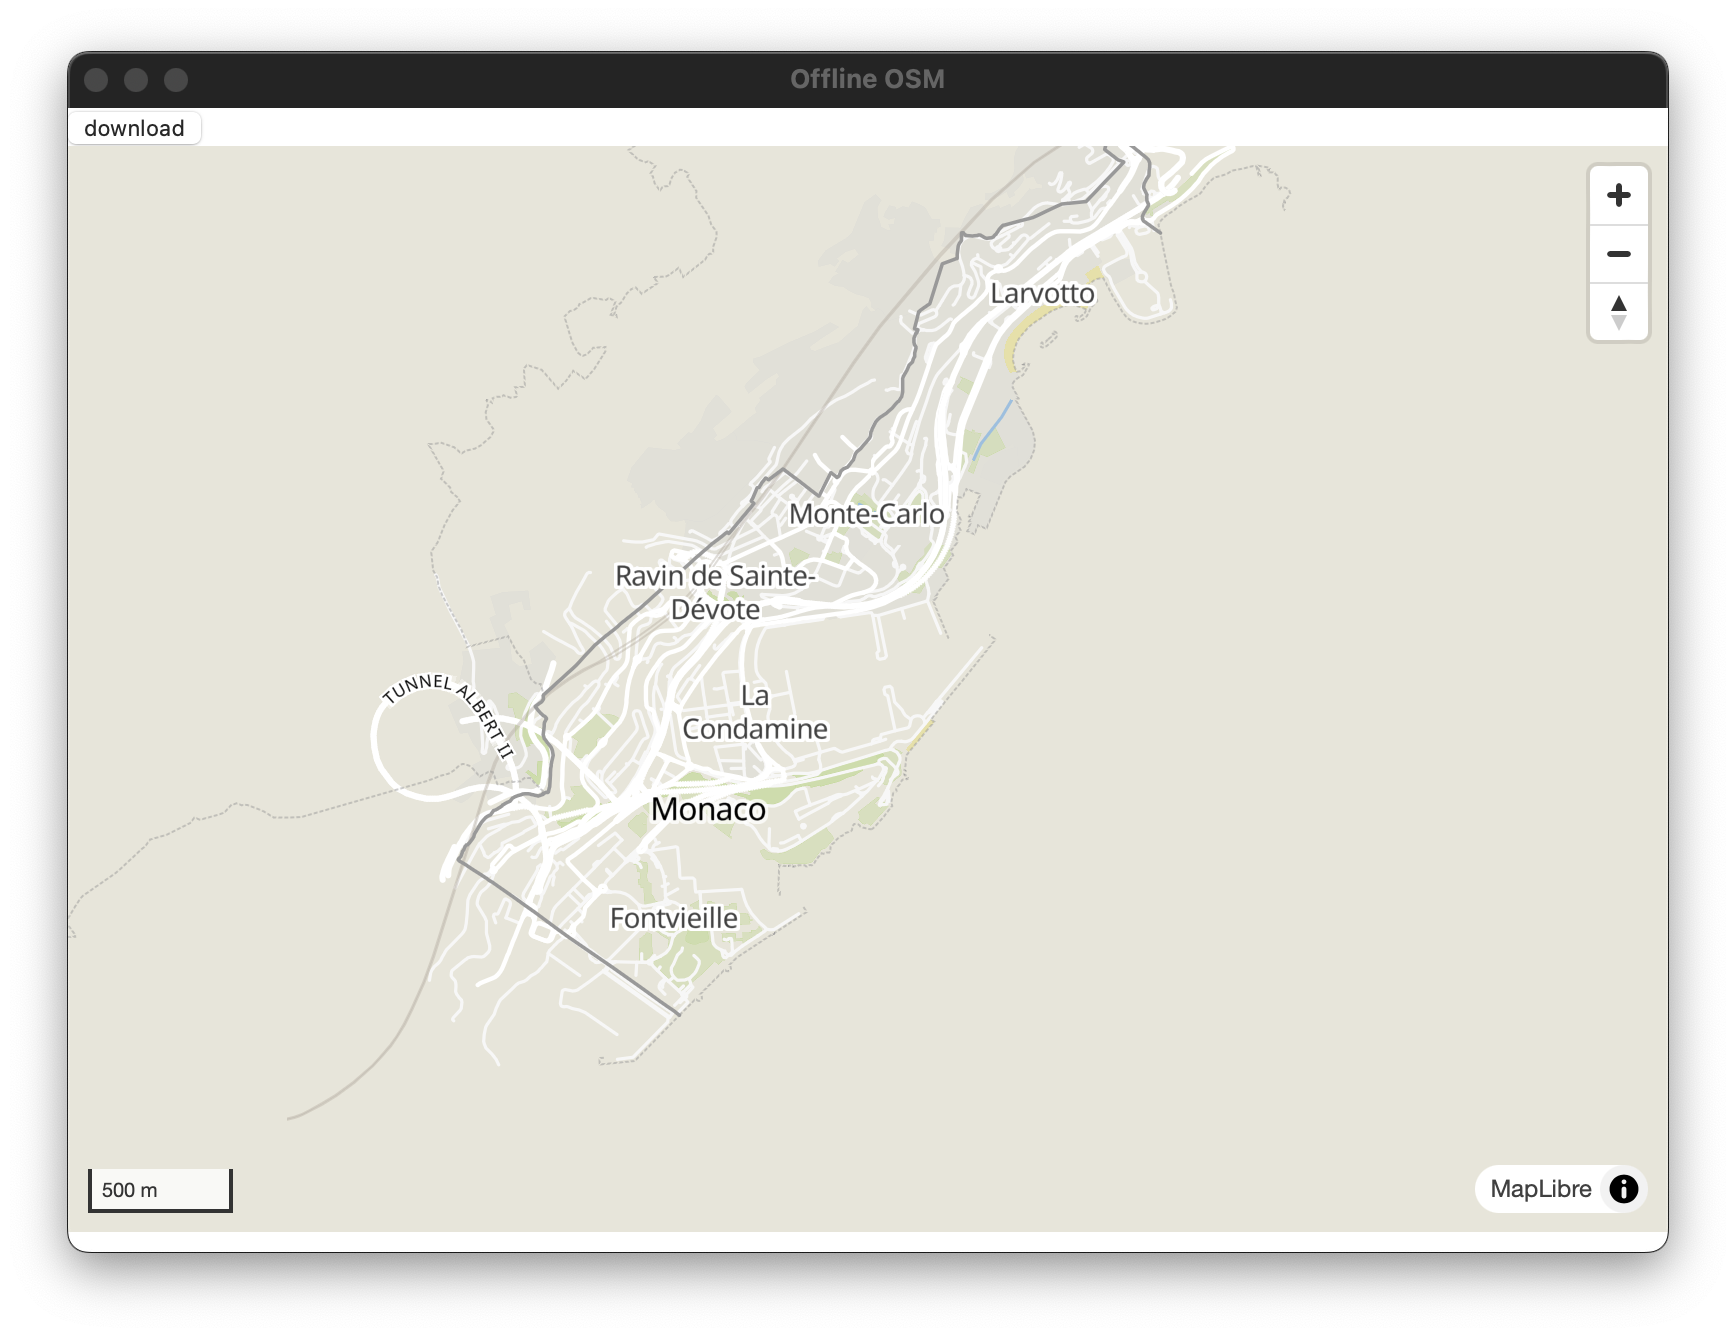 Offline OSM
download
Larvotto
Monte-Carlo
Ravin de Sainte-
Dévote
TUNNEL ALBERT II
La
Condamine
Monaco
Fontvieille
500 m
MapLibre